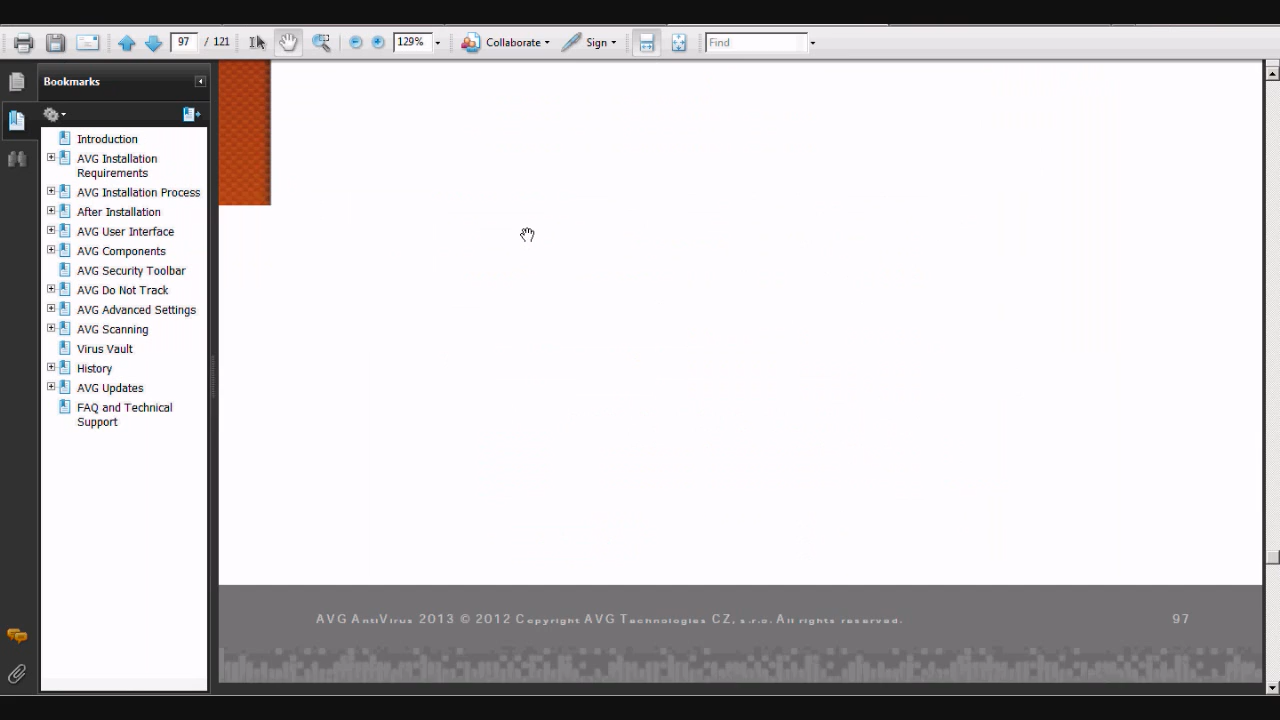 97 / 121
129%
Collaborate
Sign
Find
Bookmarks
Introduction
AVG Installation
Requirements
AVG Installation Process
After Installation
AVG User Interface
AVG Components
AVG Security Toolbar
AVG Do Not Track
AVG Advanced Settings
AVG Scanning
Virus Vault
History
AVG Updates
FAQ and Technical
Support
AVG AntiVirus 2013 © 2012 Copyright AVG Technologies CZ, s.r.o. All rights reserved. 97